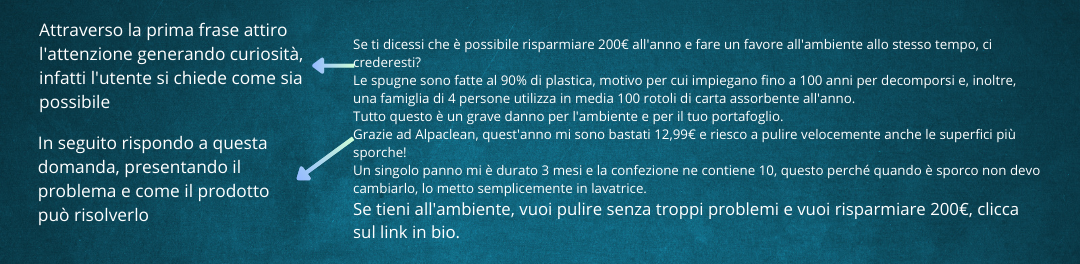 Attraverso la prima frase attiro
l'attenzione generando curiosità,
infatti l'utente si chiede come sia
possibile
In seguito rispondo a questa
domanda, presentando il
problema e come il prodotto
può risolverlo
Se ti dicessi che è possibile risparmiare 200€ all'anno e fare un favore all'ambiente allo stesso tempo, ci
crederesti?
Le spugne sono fatte al 90% di plastica, motivo per cui impiegano fino a 100 anni per decomporsi e, inoltre,
una famiglia di 4 persone utilizza in media 100 rotoli di carta assorbente all'anno.
Tutto questo è un grave danno per l'ambiente e per il tuo portafoglio.
Grazie ad Alpaclean, quest'anno mi sono bastati 12,99€ e riesco a pulire velocemente anche le superfici più
sporche!
Un singolo panno mi è durato 3 mesi e la confezione ne contiene 10, questo perché quando è sporco non devo
cambiarlo, lo metto semplicemente in lavatrice.
Se tieni all'ambiente, vuoi pulire senza troppi problemi e vuoi risparmiare 200€, clicca
sul link in bio.